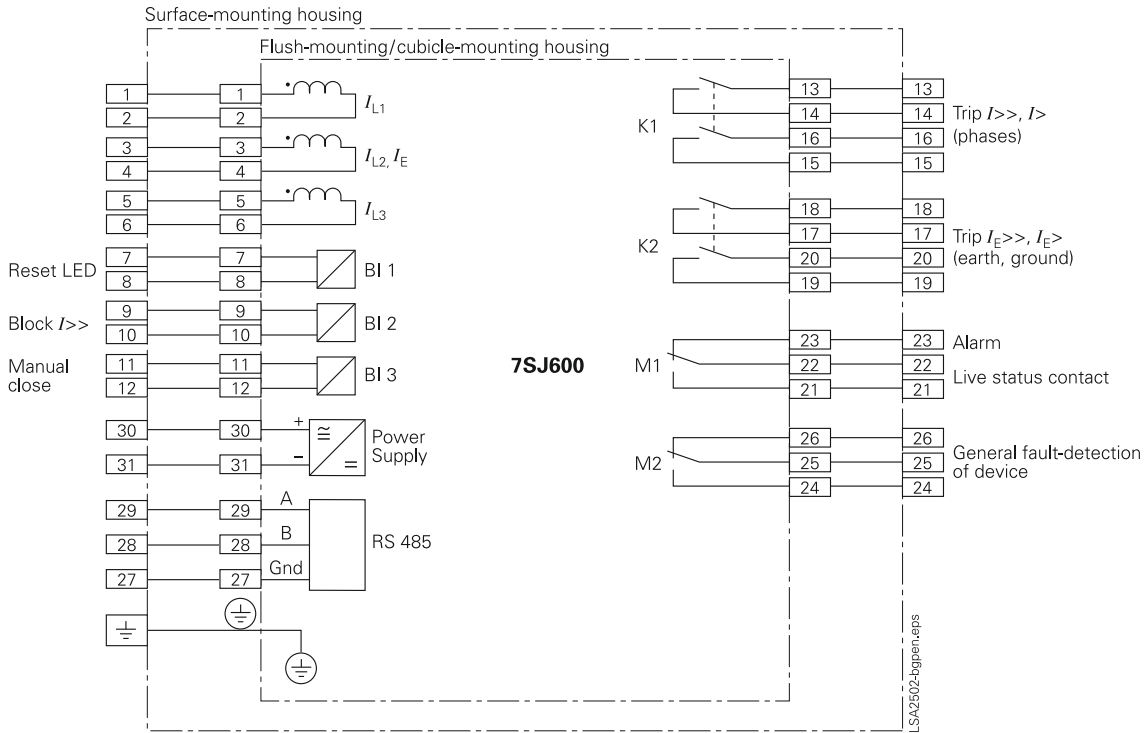 Surface-mounting housing
Flush-mounting/cubicle-mounting housing
1 1 I_L1
2 2
3 3 I_L2, I_E
4 4
5 5 I_L3
6 6
Reset LED 7 7 BI 1
8 8
Block I>> 9 9 BI 2
10 10
Manual close 11 11 BI 3
12 12
30 30 + ≅ Power
31 31 – = Supply
29 29 A
28 28 B RS 485
27 27 Gnd
7SJ600
K1 13 13
14 14 Trip I>>, I>
16 16 (phases)
15 15
K2 18 18
17 17 Trip I_E>>, I_E>
20 20 (earth, ground)
19 19
M1 23 23 Alarm
22 22
21 21 Live status contact
M2 26 26
25 25 General fault-detection
24 24 of device
LSA2502-bgpen.eps